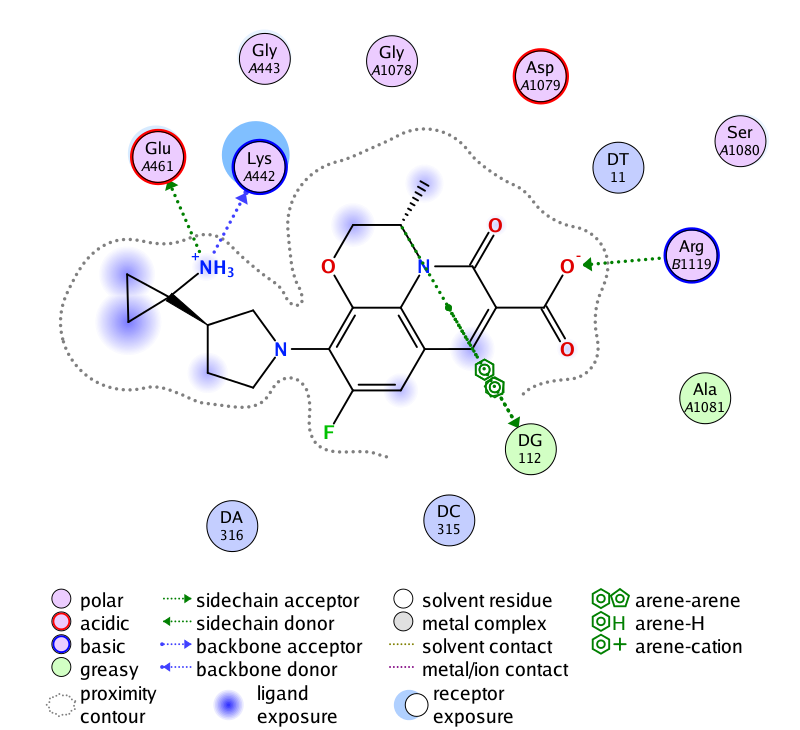 Gly
A443
Gly
A1078
Asp
A1079
Ser
A1080
Glu
A461
Lys
A442
DT
11
Arg
B1119
O
O
N
O-
O
+
NH3
N
F
Ala
A1081
DG
112
DA
316
DC
315
polar
sidechain acceptor
solvent residue
arene-arene
acidic
sidechain donor
metal complex
H arene-H
basic
backbone acceptor
solvent contact
+ arene-cation
greasy
backbone donor
metal/ion contact
proximity
contour
ligand
exposure
receptor
exposure